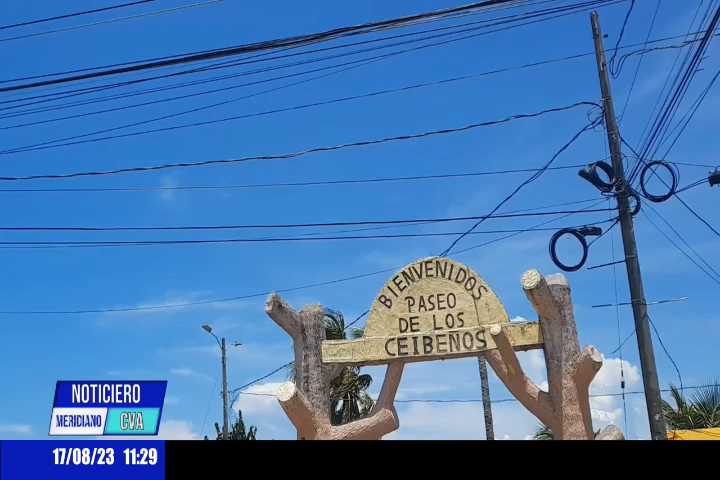 BIENVENIDOS
PASEO
DE LOS
CEIBEÑOS
NOTICIERO
MERIDIANO CVA
17/08/23 11:29